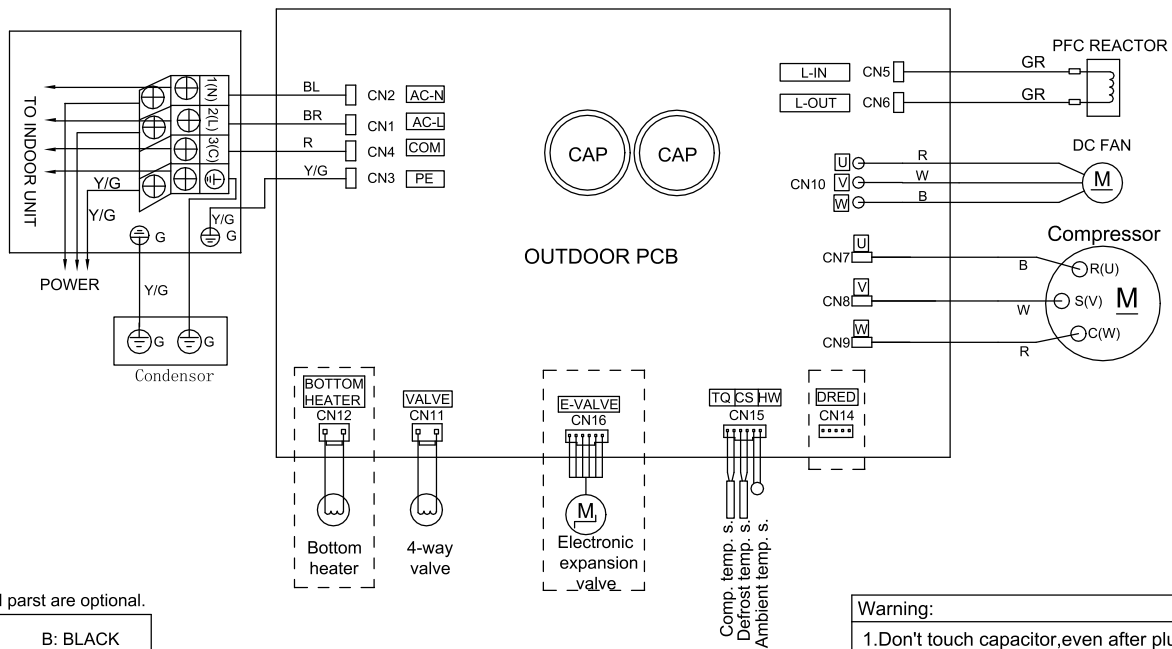 1(N)
2(L)
3(C)
TO INDOOR UNIT
POWER
BL
BR
R
Y/G
Y/G
Y/G
Y/G
G
G
Y/G
G
G
Condensor
CN2 AC-N
CN1 AC-L
CN4 COM
CN3 PE
CAP
CAP
OUTDOOR PCB
L-IN CN5
L-OUT CN6
GR
GR
PFC REACTOR
DC FAN
CN10
U
V
W
R
W
B
M
Compressor
U
CN7
V
CN8
W
CN9
B
W
R
R(U)
S(V)
C(W)
M
BOTTOM
HEATER
CN12
Bottom
heater
VALVE
CN11
4-way
valve
E-VALVE
CN16
M
Electronic
expansion
valve
TQ CS HW
CN15
Comp. temp. s.
Defrost temp. s.
Ambient temp. s.
DRED
CN14
parst are optional.
B: BLACK
Warning:
1.Don't touch capacitor,even after